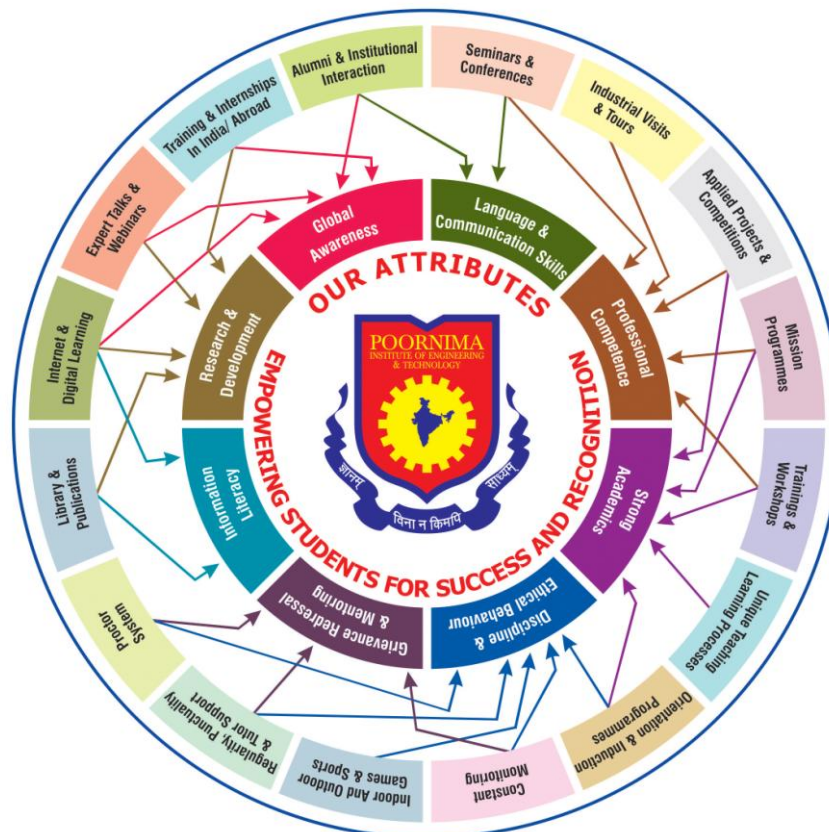 Alumni & Institutional
Interaction
Seminars &
Conferences
Industrial Visits
& Tours
Applied Projects &
Competitions
Mission
Programmes
Trainings &
Workshops
Unique Teaching
Learning Processes
Orientation & Induction
Programmes
Constant
Monitoring
Indoor And Outdoor
Games & Sports
Regularity, Punctuality
& Tutor Support
Proctor
System
Library &
Publications
Internet &
Digital Learning
Expert Talks &
Webinars
Training & Internships
In India/ Abroad
Global
Awareness
Language &
Communication Skills
Professional
Competence
Strong
Academics
Discipline &
Ethical Behaviour
Grievance Redressal
& Mentoring
Information
Literacy
Research &
Development
OUR ATTRIBUTES
EMPOWERING STUDENTS FOR SUCCESS AND RECOGNITION
POORNIMA
INSTITUTE OF ENGINEERING
& TECHNOLOGY
ज्ञानम् विना न किमपि साध्यम्